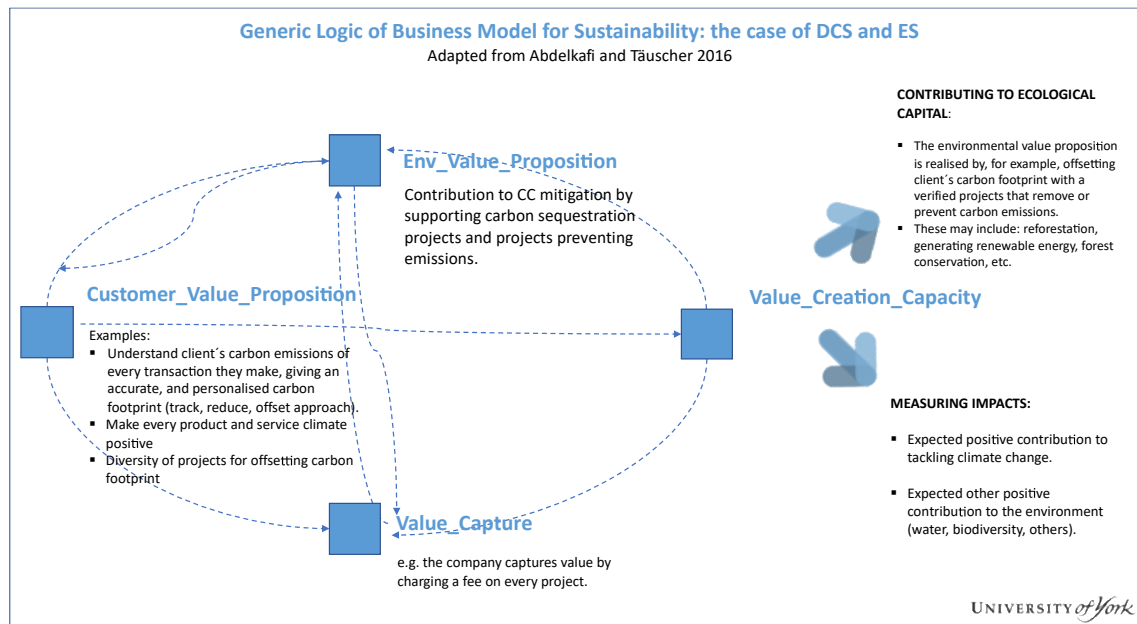 Generic Logic of Business Model for Sustainability: the case of DCS and ES
Adapted from Abdelkafi and Täuscher 2016
Env_Value_Proposition
Contribution to CC mitigation by
supporting carbon sequestration
projects and projects preventing
emissions.
Customer_Value_Proposition
Examples:
▪ Understand client´s carbon emissions of
every transaction they make, giving an
accurate, and personalised carbon
footprint (track, reduce, offset approach).
▪ Make every product and service climate
positive
▪ Diversity of projects for offsetting carbon
footprint
Value_Capture
e.g. the company captures value by
charging a fee on every project.
Value_Creation_Capacity
CONTRIBUTING TO ECOLOGICAL
CAPITAL:
▪ The environmental value proposition
is realised by, for example, offsetting
client´s carbon footprint with a
verified projects that remove or
prevent carbon emissions.
▪ These may include: reforestation,
generating renewable energy, forest
conservation, etc.
MEASURING IMPACTS:
▪ Expected positive contribution to
tackling climate change.
▪ Expected other positive
contribution to the environment
(water, biodiversity, others).
UNIVERSITY of York